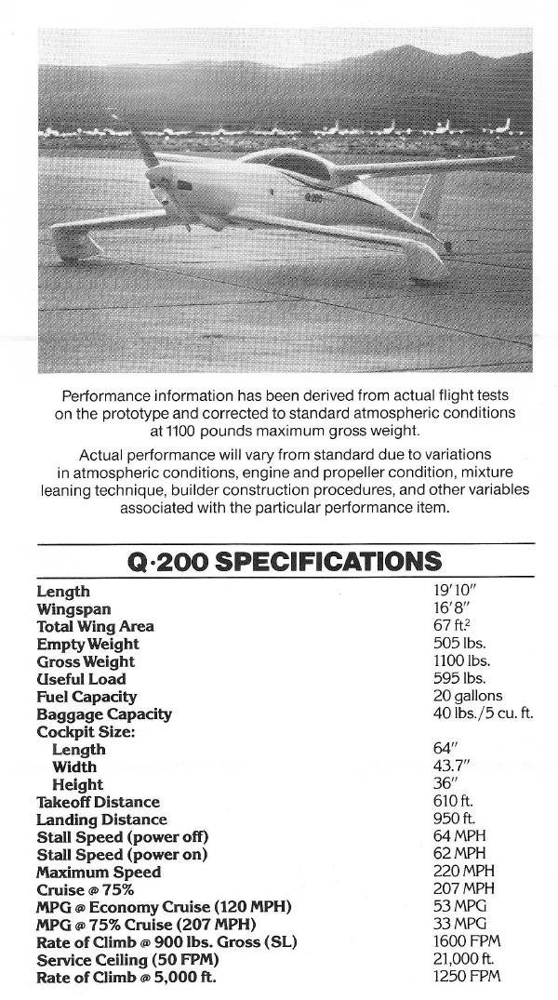 Q-200
Performance information has been derived from actual flight tests
on the prototype and corrected to standard atmospheric conditions
at 1100 pounds maximum gross weight.
Actual performance will vary from standard due to variations
in atmospheric conditions, engine and propeller condition, mixture
leaning technique, builder construction procedures, and other variables
associated with the particular performance item.
Q·200 SPECIFICATIONS
Length 19'10"
Wingspan 16'8"
Total Wing Area 67 ft.²
Empty Weight 505 lbs.
Gross Weight 1100 lbs.
Useful Load 595 lbs.
Fuel Capacity 20 gallons
Baggage Capacity 40 lbs./5 cu. ft.
Cockpit Size:
Length 64"
Width 43.7"
Height 36"
Takeoff Distance 610 ft.
Landing Distance 950 ft.
Stall Speed (power off) 64 MPH
Stall Speed (power on) 62 MPH
Maximum Speed 220 MPH
Cruise @ 75% 207 MPH
MPG @ Economy Cruise (120 MPH) 53 MPG
MPG @ 75% Cruise (207 MPH) 33 MPG
Rate of Climb @ 900 lbs. Gross (SL) 1600 FPM
Service Ceiling (50 FPM) 21,000 ft.
Rate of Climb @ 5,000 ft. 1250 FPM